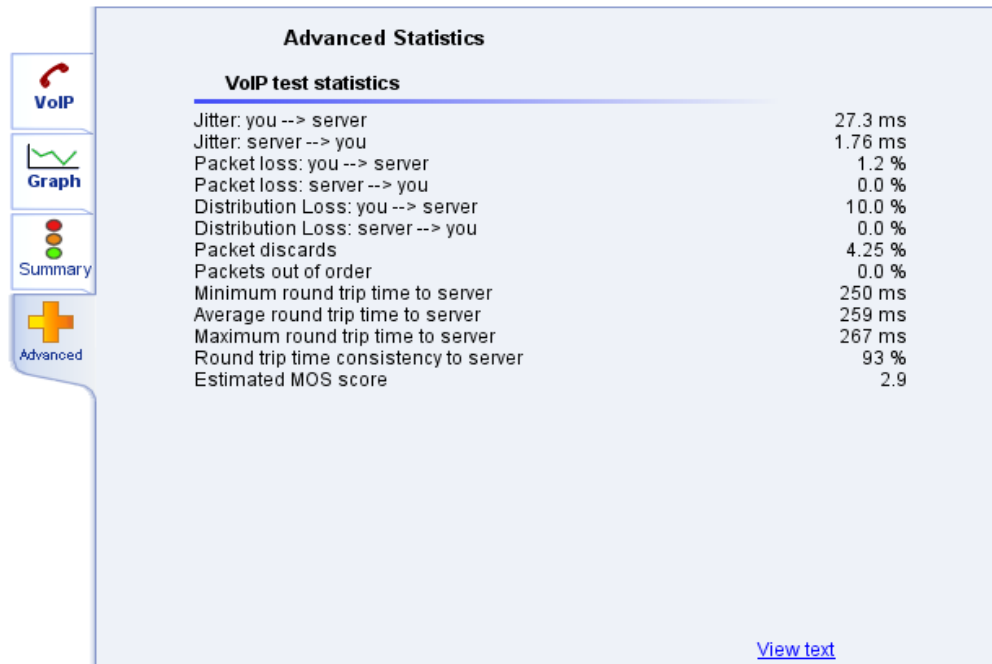 Advanced Statistics
VoIP
VoIP test statistics
Jitter: you --> server 27.3 ms
Jitter: server --> you 1.76 ms
Packet loss: you --> server 1.2 %
Packet loss: server --> you 0.0 %
Distribution Loss: you --> server 10.0 %
Distribution Loss: server --> you 0.0 %
Packet discards 4.25 %
Packets out of order 0.0 %
Minimum round trip time to server 250 ms
Average round trip time to server 259 ms
Maximum round trip time to server 267 ms
Round trip time consistency to server 93 %
Estimated MOS score 2.9
Graph
Summary
Advanced
View text